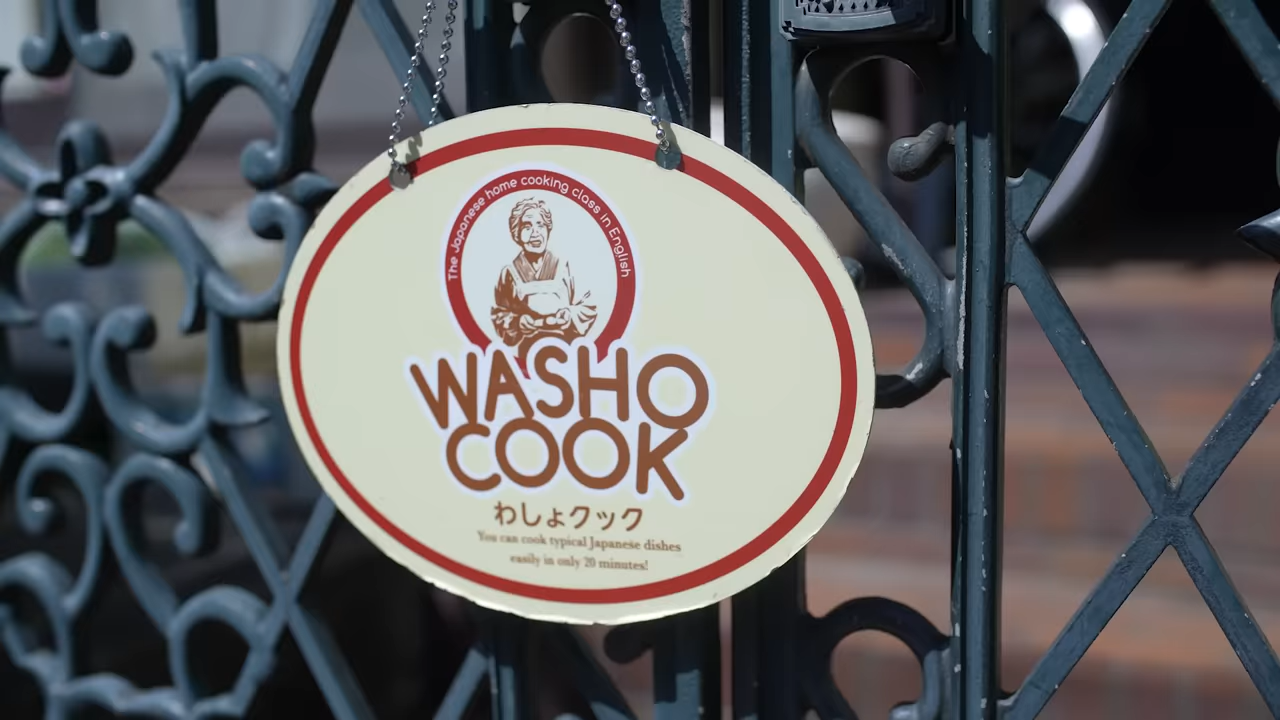 The Japanese home cooking class in English
WASHO
COOK
わしょクック
You can cook typical Japanese dishes
easily in only 20 minutes!